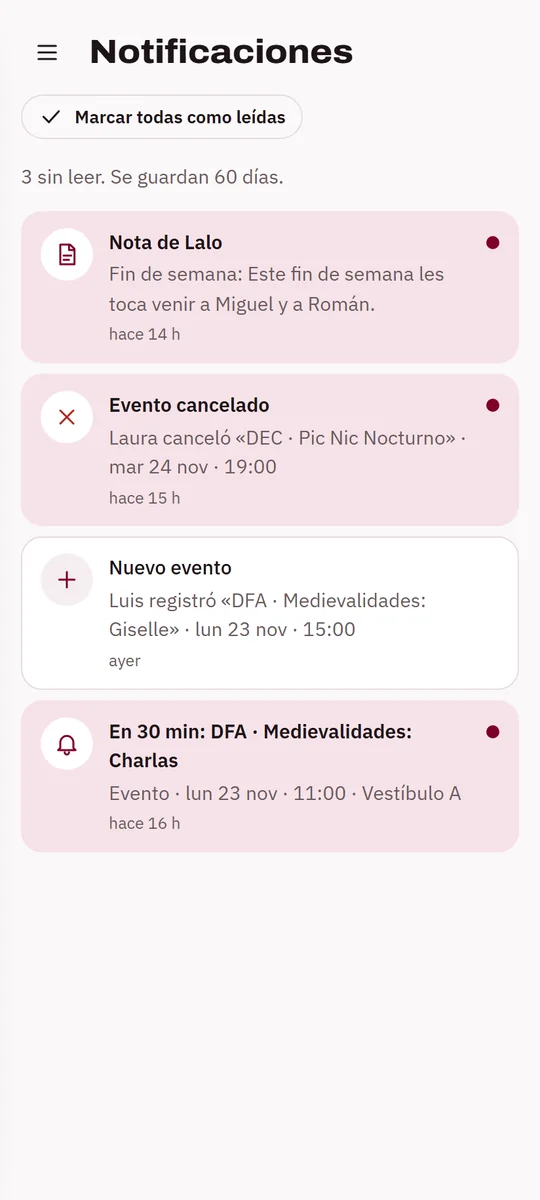 Notificaciones
Marcar todas como leídas
3 sin leer. Se guardan 60 días.
Nota de Lalo
Fin de semana: Este fin de semana les
toca venir a Miguel y a Román.
hace 14 h
Evento cancelado
Laura canceló «DEC · Pic Nic Nocturno» ·
mar 24 nov · 19:00
hace 15 h
Nuevo evento
Luis registró «DFA · Medievalidades:
Giselle» · lun 23 nov · 15:00
ayer
En 30 min: DFA · Medievalidades:
Charlas
Evento · lun 23 nov · 11:00 · Vestíbulo A
hace 16 h